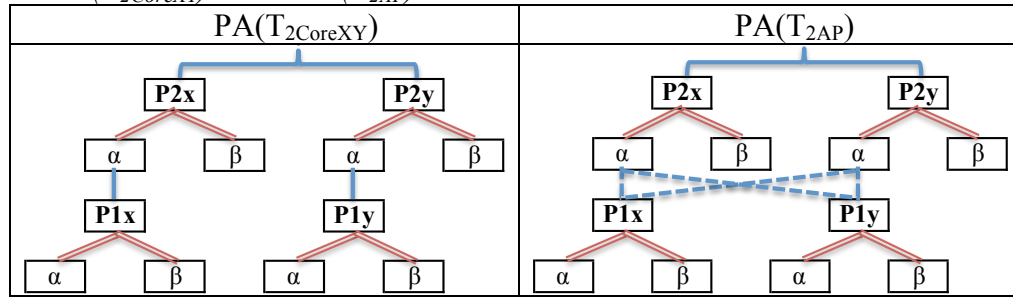 PA(T2CoreXY) PA(T2AP)
P2x P2y P2x P2y
α β α β α β α β
P1x P1y P1x P1y
α β α β α β α β